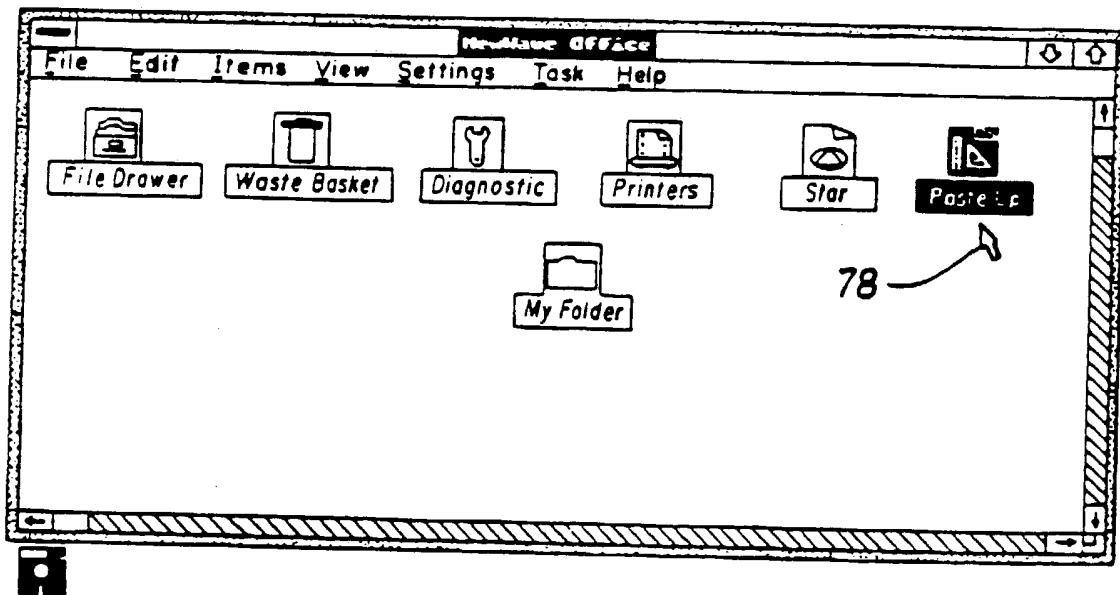 NewWave Office
File Edit Items View Settings Task Help
File Drawer Waste Basket Diagnostic Printers Star Paste Up
78
My Folder